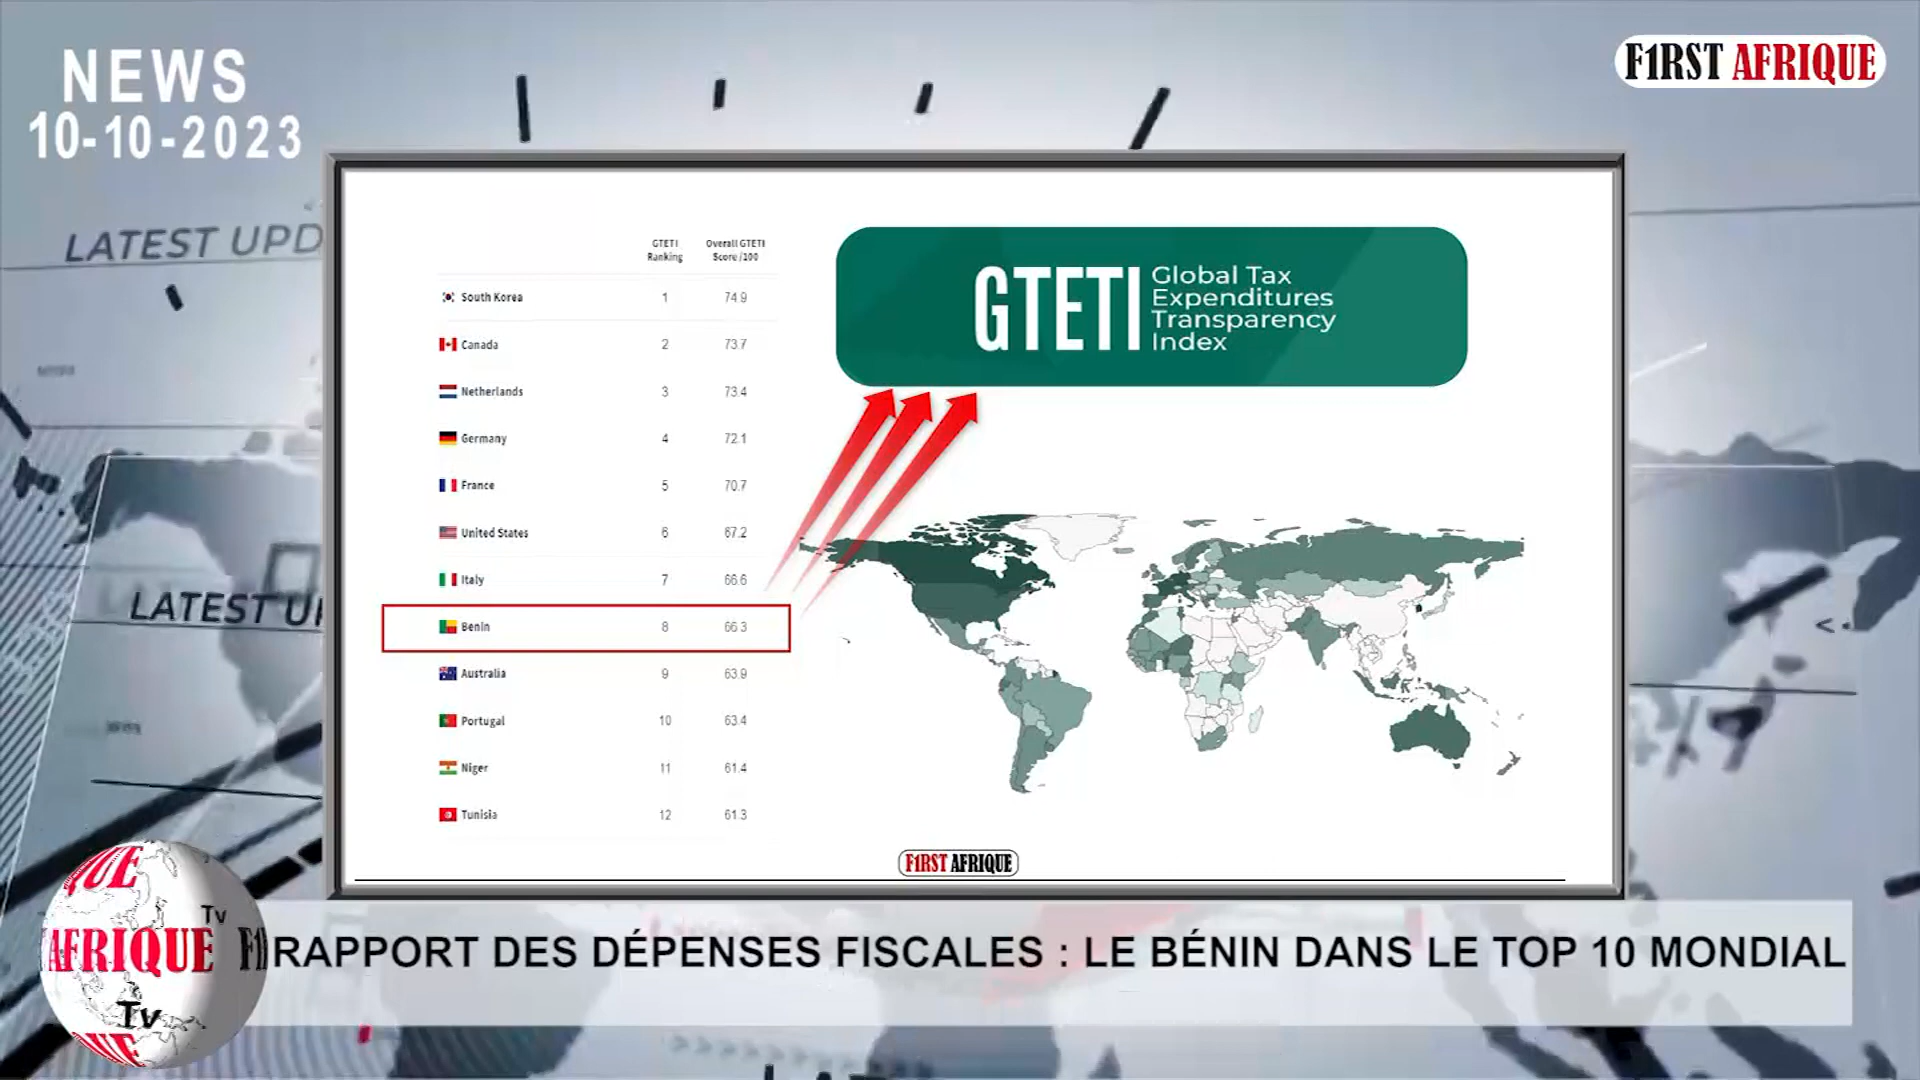 NEWS
10-10-2023
F1RST AFRIQUE
LATEST UPD
LATEST UP
GTETI Ranking
Overall GTETI Score /100
South Korea 1 74.9
Canada 2 73.7
Netherlands 3 73.4
Germany 4 72.1
France 5 70.7
United States 6 67.2
Italy 7 66.6
Benin 8 66.3
Australia 9 63.9
Portugal 10 63.4
Niger 11 61.4
Tunisia 12 61.3
GTETI
Global Tax
Expenditures
Transparency
Index
F1RST AFRIQUE
QUE
Tv
AFRIQUE F1
Tv
RAPPORT DES DÉPENSES FISCALES : LE BÉNIN DANS LE TOP 10 MONDIAL